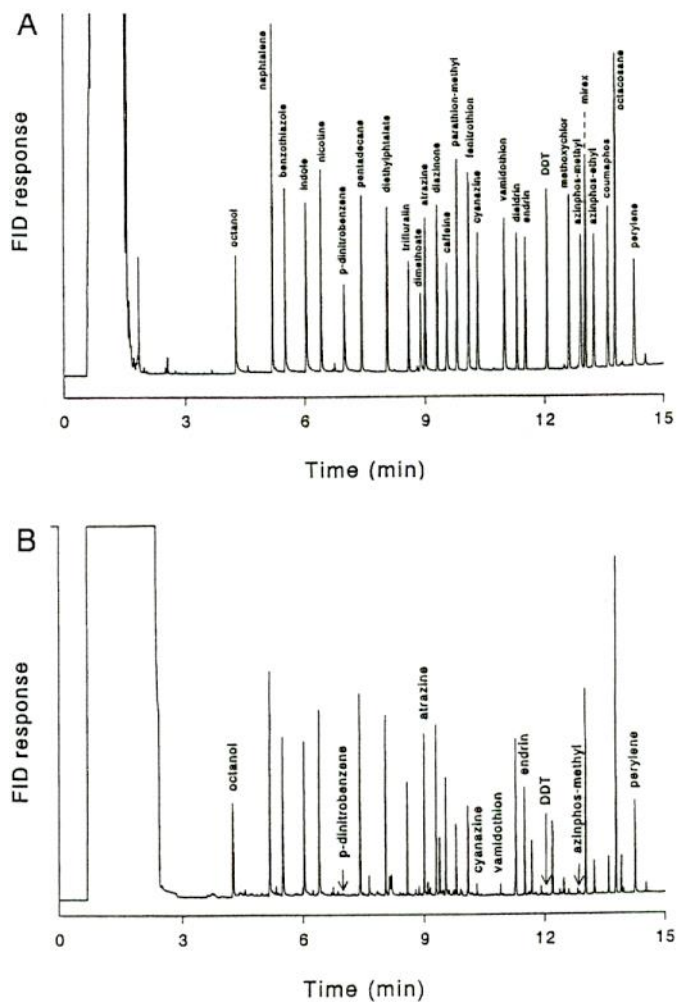 A
FID response
octanol
naphtalene
benzothiazole
indole
nicotine
p-dinitrobenzene
pentadecane
diethylphtalate
trifluralin
dimethoate
atrazine
diazinone
caffeine
parathion-methyl
fenitrothion
cyanazine
vamidothion
dieldrin
endrin
DDT
methoxychlor
azinphos-methyl
mirex
azinphos-ethyl
coumaphos
octacosane
perylene
0 3 6 9 12 15
Time (min)
B
FID response
octanol
p-dinitrobenzene
atrazine
cyanazine
vamidothion
endrin
DDT
azinphos-methyl
perylene
0 3 6 9 12 15
Time (min)